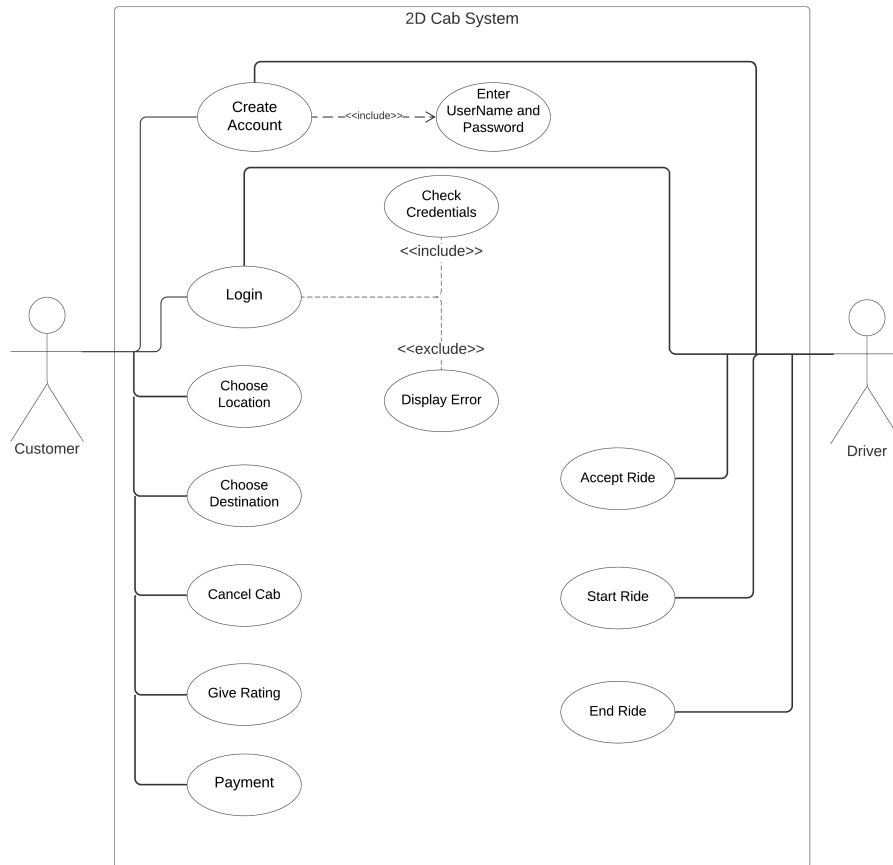 2D Cab System
Create
Account
<<include>>
Enter
UserName and
Password
Check
Credentials
<<include>>
Login
<<exclude>>
Display Error
Choose
Location
Customer
Driver
Accept Ride
Choose
Destination
Cancel Cab
Start Ride
Give Rating
End Ride
Payment